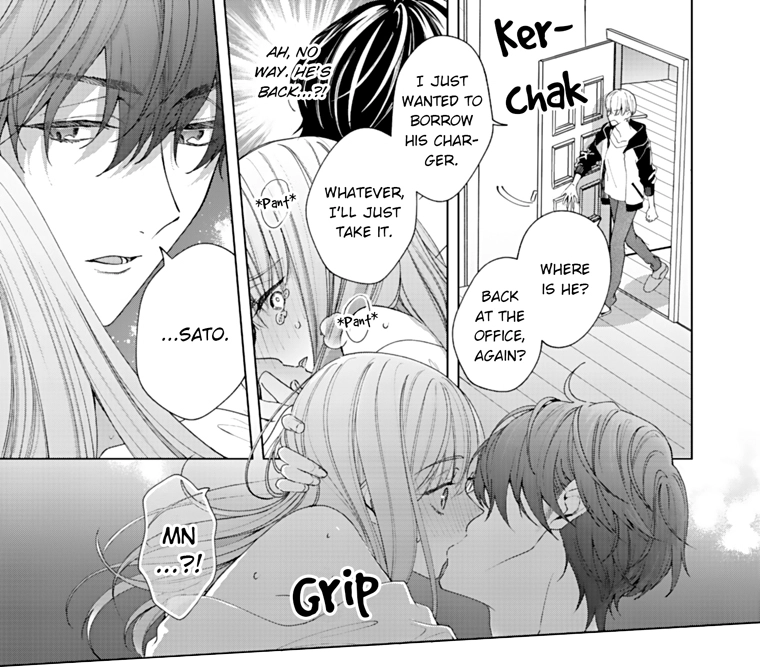 Ker-
Chak
WHERE
IS HE?
BACK
AT THE
OFFICE,
AGAIN?
I JUST
WANTED TO
BORROW
HIS CHAR-
GER.
WHATEVER,
I'LL JUST
TAKE IT.
AH, NO
WAY. HE'S
BACK...?!
*Pant*
*Pant*
...SATO.
MN
...?!
Grip